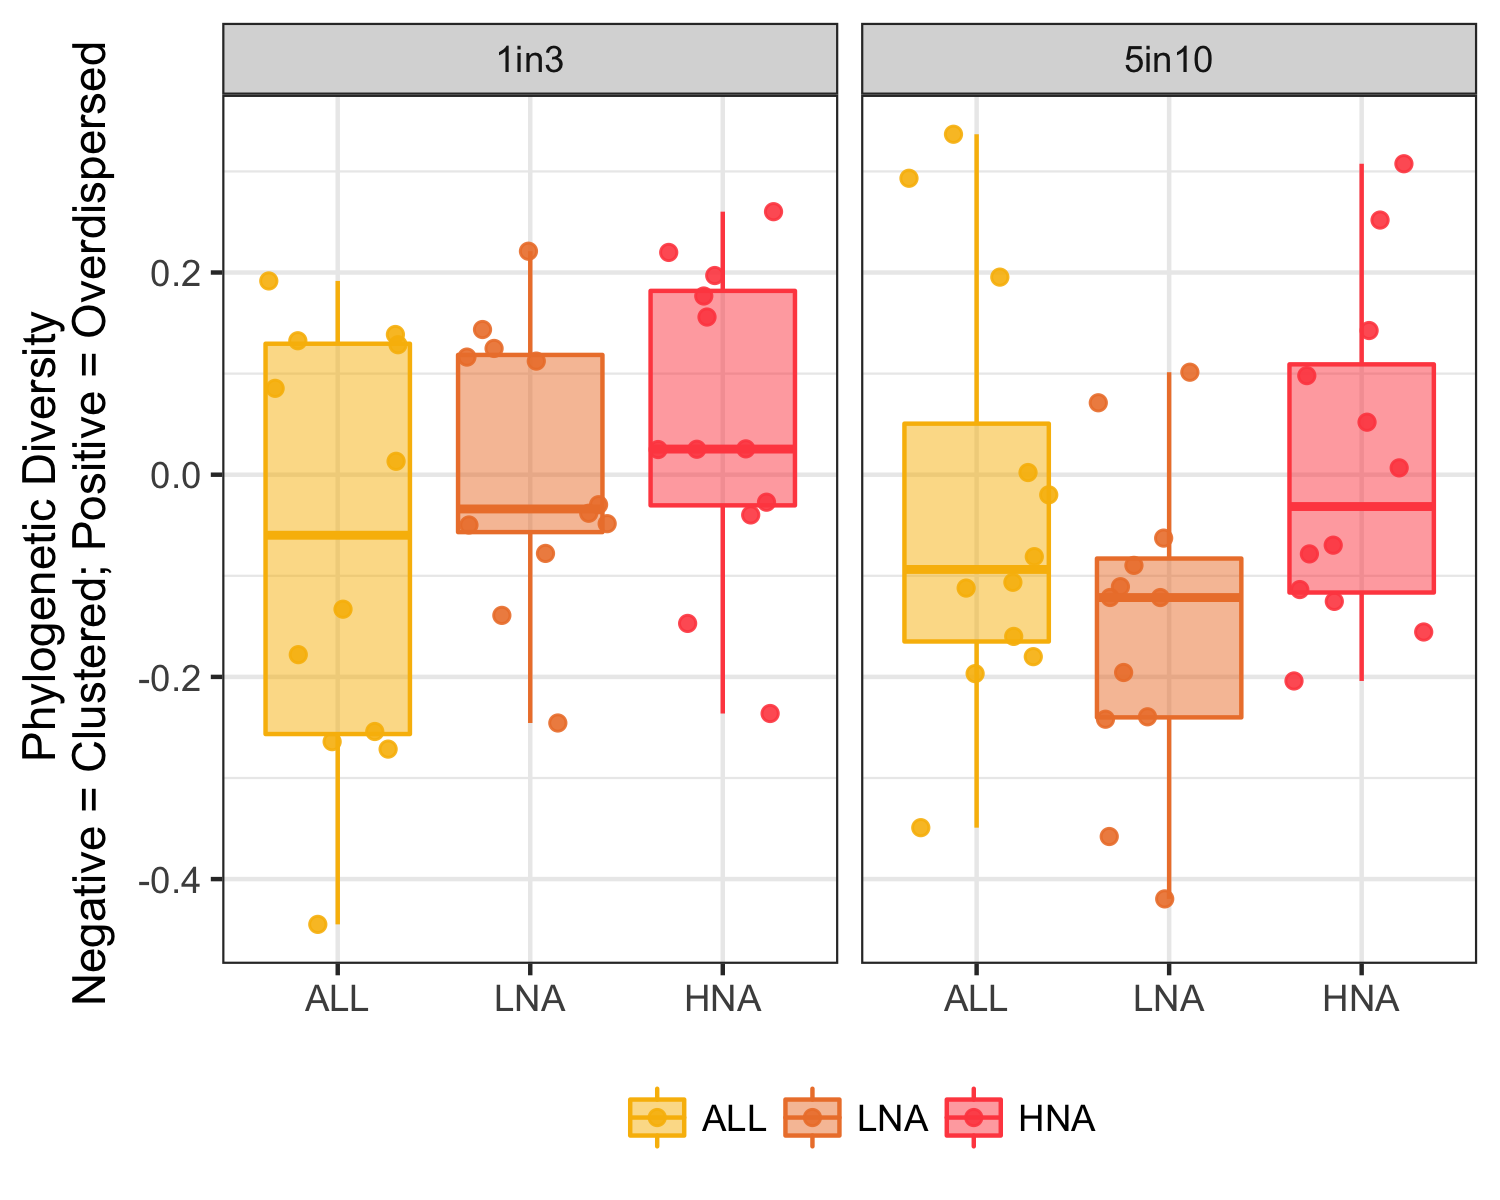 Phylogenetic Diversity
Negative = Clustered; Positive = Overdispersed
1in3
5in10
0.2
0.0
-0.2
-0.4
ALL
LNA
HNA
ALL
LNA
HNA
ALL
LNA
HNA